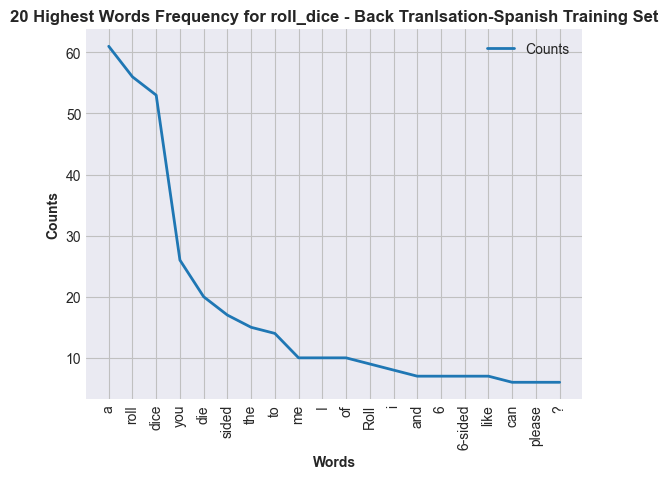 20 Highest Words Frequency for roll_dice - Back Tranlsation-Spanish Training Set
Counts
60
50
40
30
20
10
Counts
a
roll
dice
you
die
sided
the
to
me
I
of
Roll
i
and
6
6-sided
like
can
please
?
Words